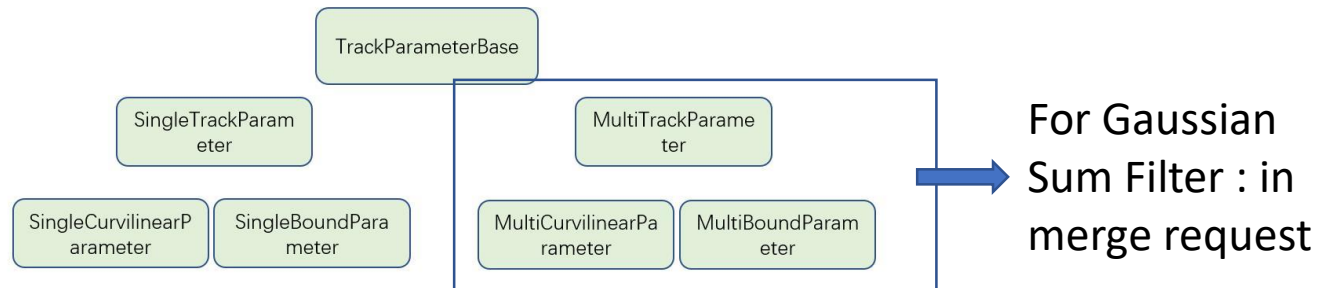 TrackParameterBase
SingleTrackParam
eter
MultiTrackParame
ter
SingleCurvilinearP
arameter
SingleBoundPara
meter
MultiCurvilinearPa
rameter
MultiBoundParam
eter
For Gaussian
Sum Filter : in
merge request